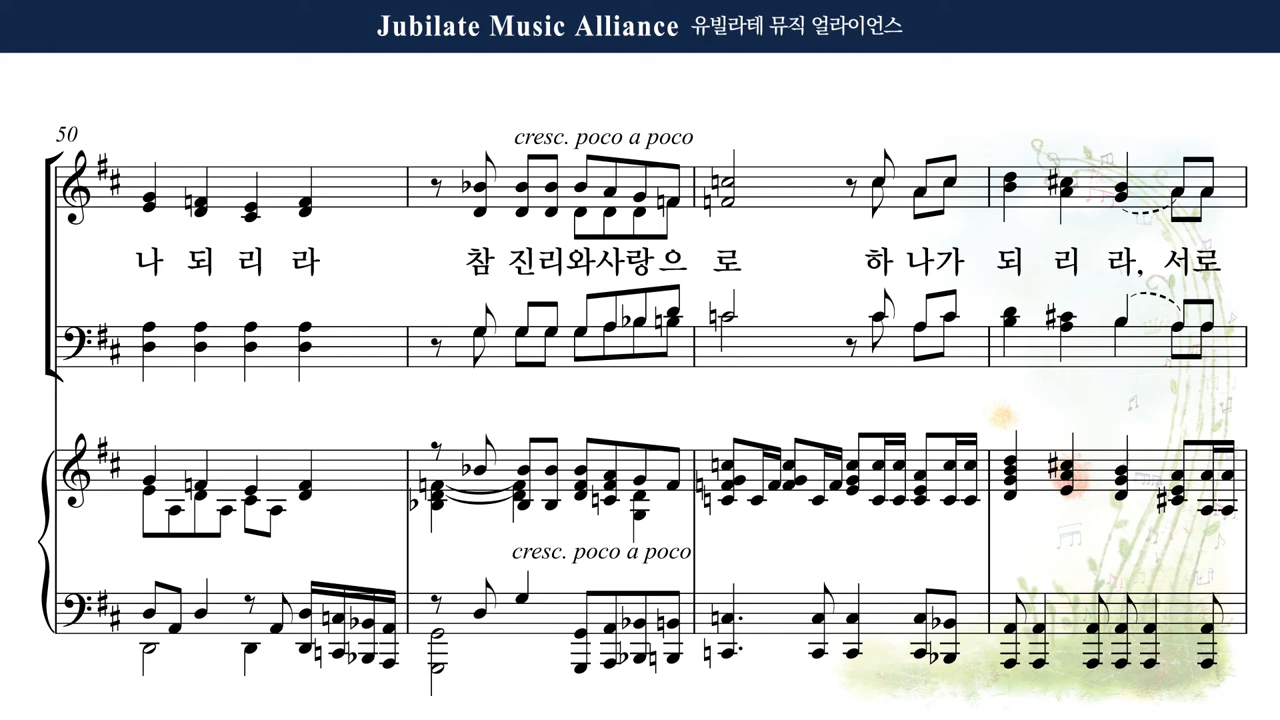 Jubilate Music Alliance 유빌라테 뮤직 얼라이언스
50
cresc. poco a poco
나 되 리 라 참 진리와사랑으 로 하 나가 되 리 라, 서로
cresc. poco a poco